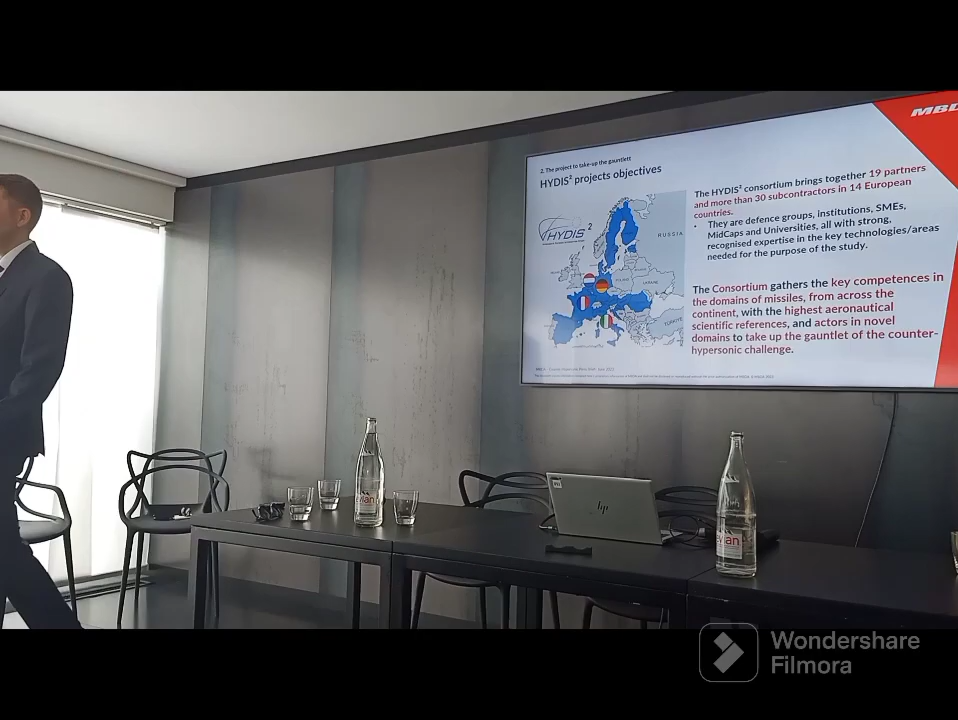 MBD
2. The project to take-up the gauntlett
HYDIS² projects objectives
HYDIS²
RUSSIA
POLAND
UKRAINE
TÜRKIYE
The HYDIS² consortium brings together 19 partners
and more than 30 subcontractors in 14 European
countries.
• They are defence groups, institutions, SMEs,
MidCaps and Universities, all with strong,
recognised expertise in the key technologies/areas
needed for the purpose of the study.
The Consortium gathers the key competences in
the domains of missiles, from across the
continent, with the highest aeronautical
scientific references, and actors in novel
domains to take up the gauntlet of the counter-
hypersonic challenge.
evian
hp
evian
Wondershare
Filmora